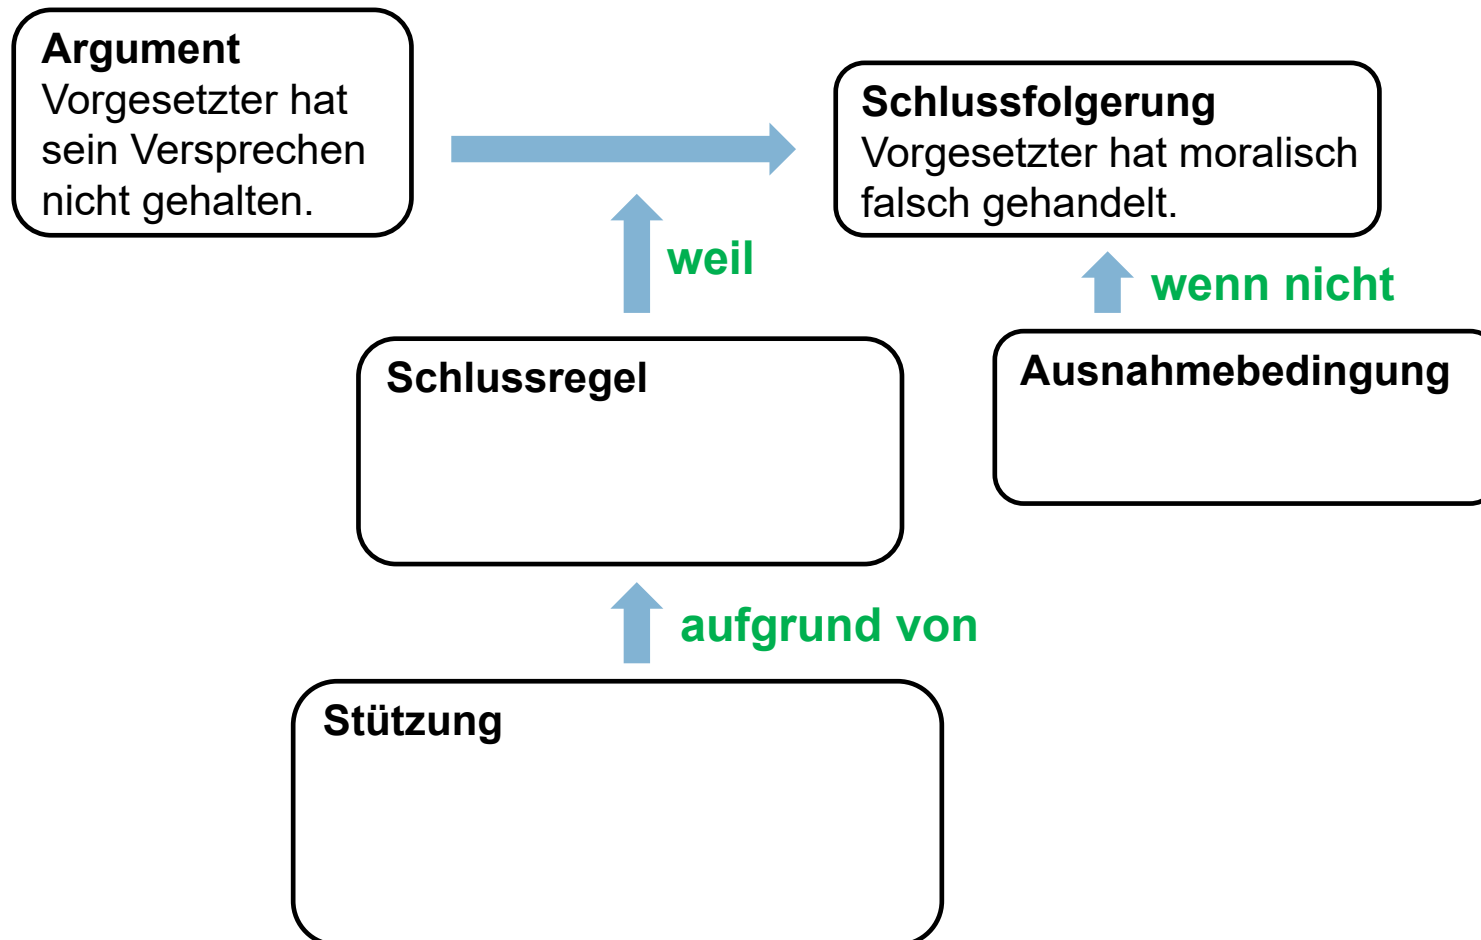 Argument
Vorgesetzter hat
sein Versprechen
nicht gehalten.
Schlussfolgerung
Vorgesetzter hat moralisch
falsch gehandelt.
weil
wenn nicht
Schlussregel
Ausnahmebedingung
aufgrund von
Stützung